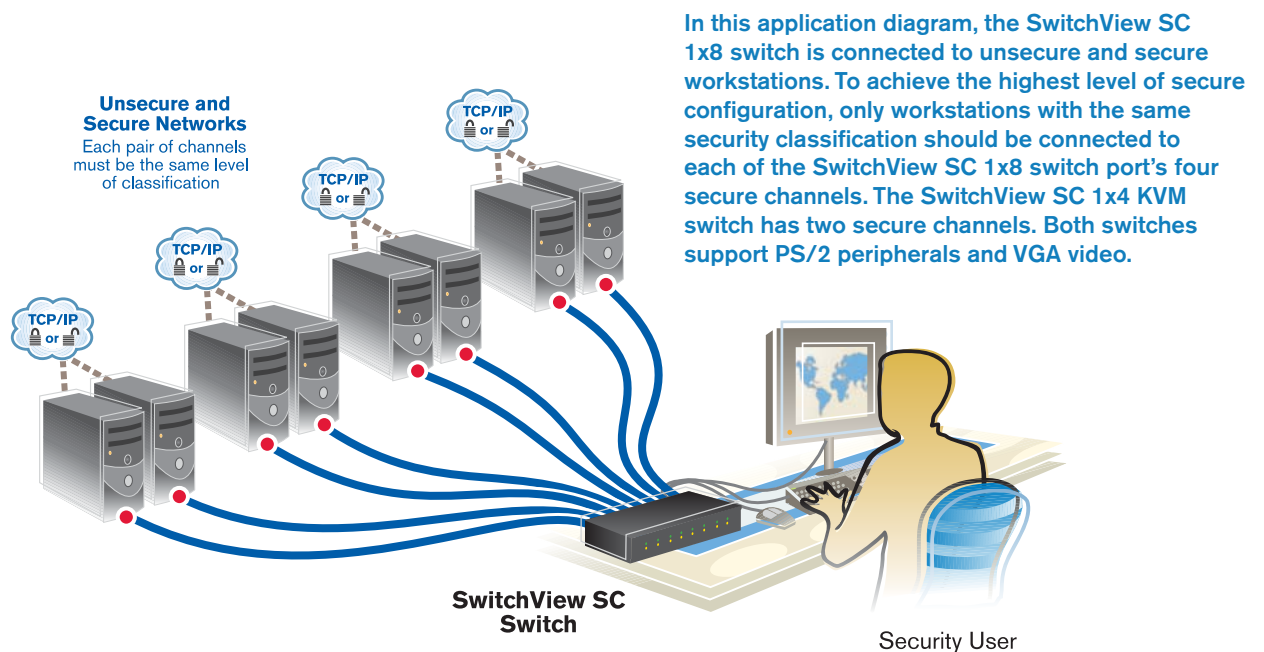 In this application diagram, the SwitchView SC
1x8 switch is connected to unsecure and secure
workstations. To achieve the highest level of secure
configuration, only workstations with the same
security classification should be connected to
each of the SwitchView SC 1x8 switch port's four
secure channels. The SwitchView SC 1x4 KVM
switch has two secure channels. Both switches
support PS/2 peripherals and VGA video.
Unsecure and
Secure Networks
Each pair of channels
must be the same level
of classification
TCP/IP
or
TCP/IP
or
TCP/IP
or
TCP/IP
or
SwitchView SC
Switch
Security User